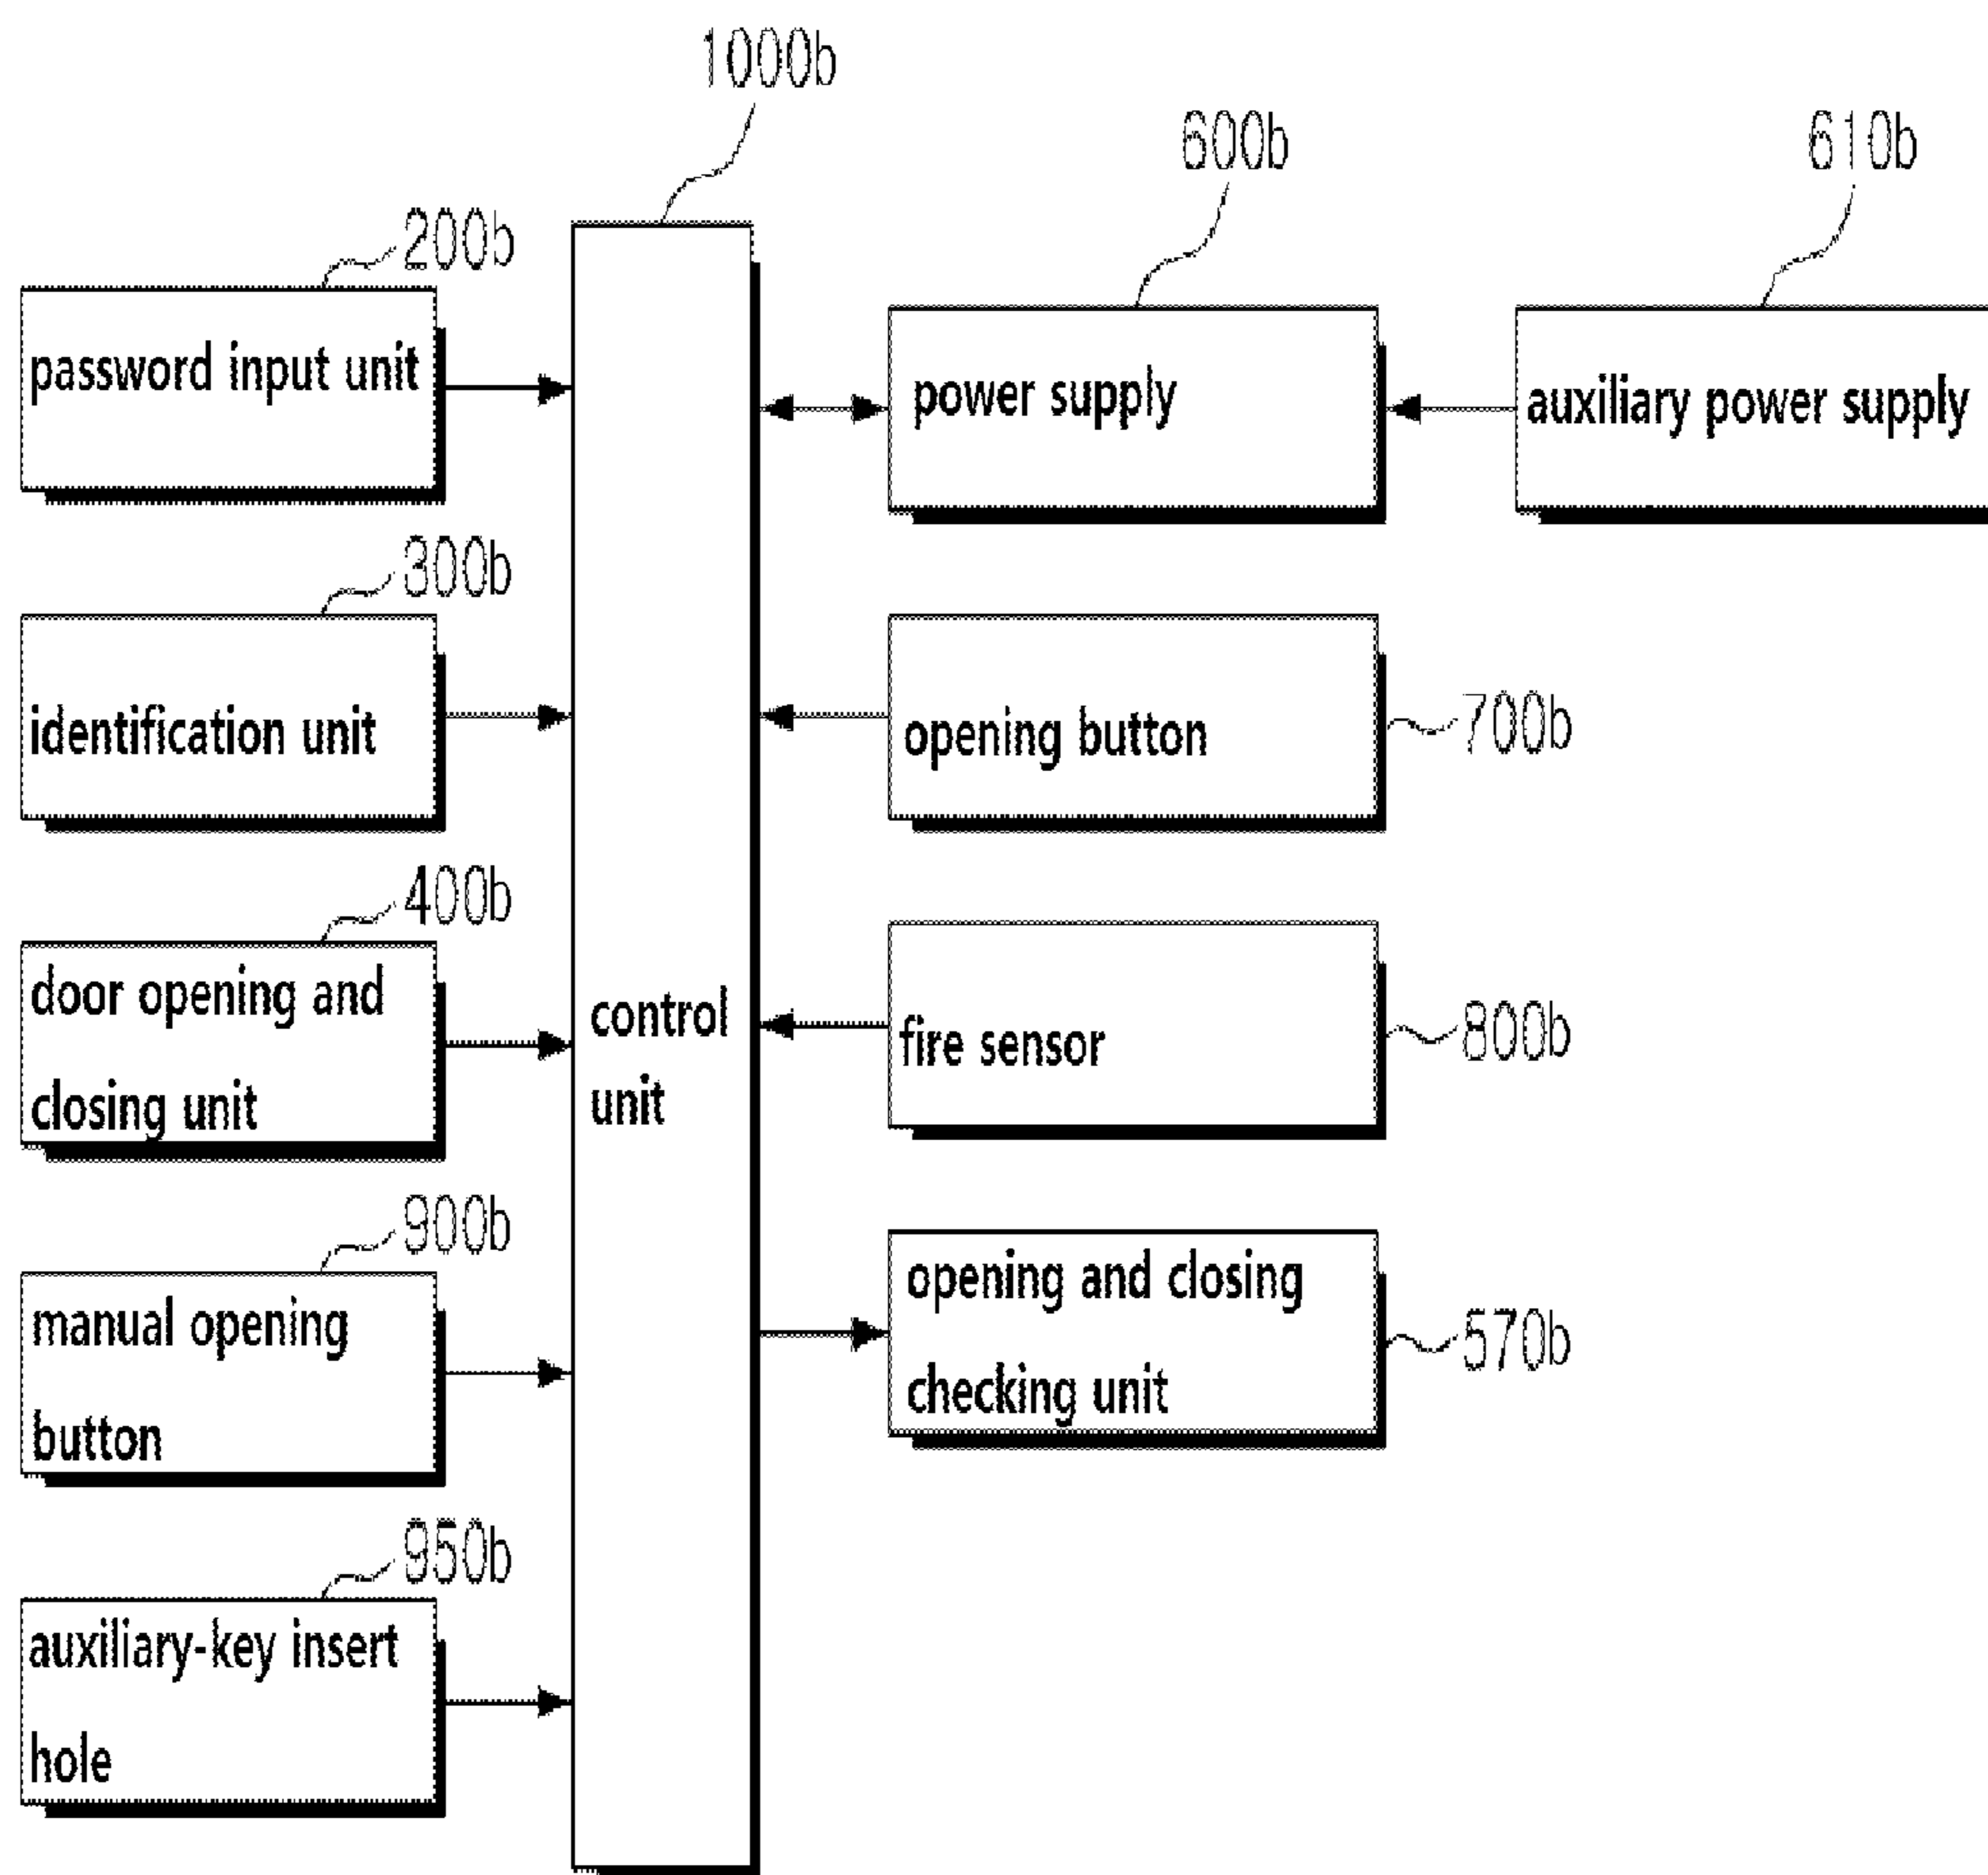 1000b
600b
610b
200b
password input unit
power supply
auxiliary power supply
300b
identification unit
opening button
700b
400b
door opening and
closing unit
control
unit
fire sensor
800b
900b
manual opening
button
opening and closing
checking unit
570b
950b
auxiliary-key insert
hole